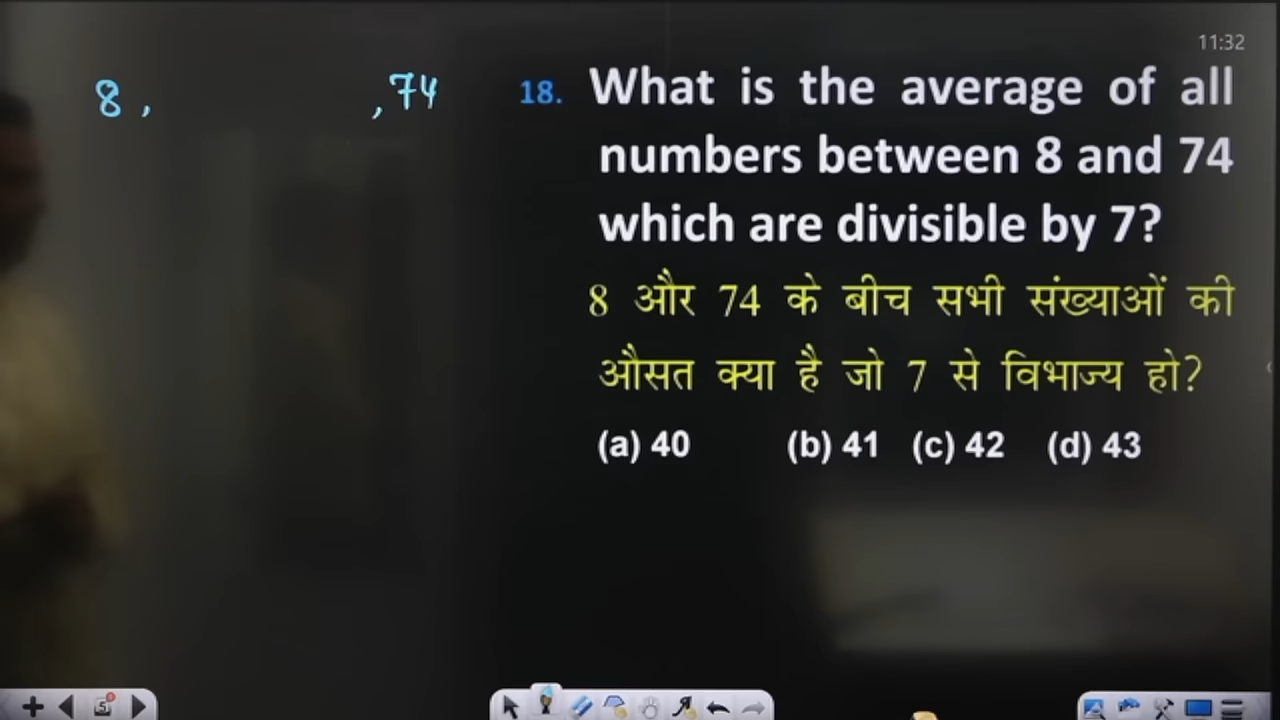 11:32
8 , , 74
18. What is the average of all
numbers between 8 and 74
which are divisible by 7?
8 और 74 के बीच सभी संख्याओं की
औसत क्या है जो 7 से विभाज्य हो?
(a) 40 (b) 41 (c) 42 (d) 43